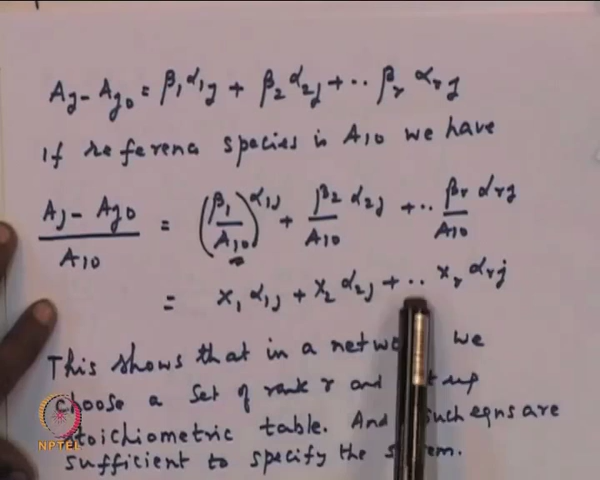 Aj - Aj0 = β1 α1j + β2 α2j + ·· βr αrj
If reference species is A10 we have
Aj - Aj0 / A10 = (β1 / A10) α1j + β2 / A10 α2j + ·· βr / A10 αrj
= X1 α1j + X2 α2j + ·· Xr αrj
This shows that in a we
choose a set of rank r and up
stoichiometric table. And such eqns are
sufficient to specify the
NPTEL